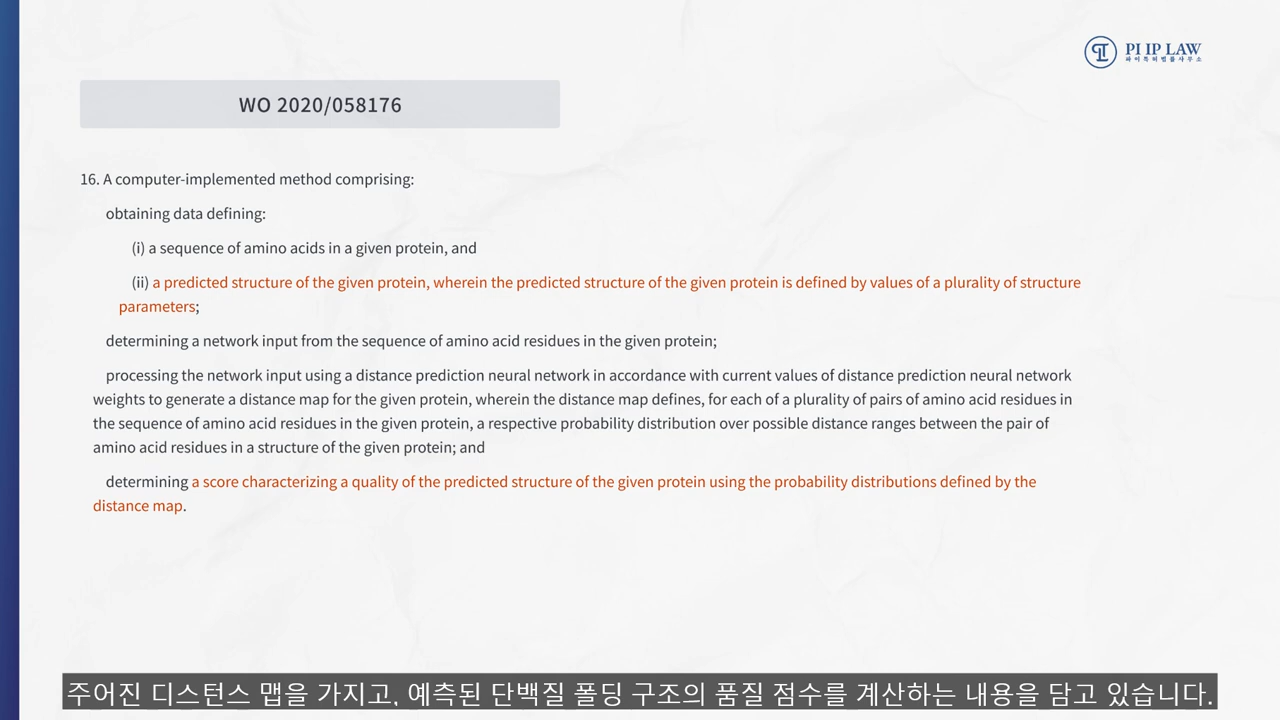 PI IP LAW
파이특허법률사무소
WO 2020/058176
16. A computer-implemented method comprising:
obtaining data defining:
(i) a sequence of amino acids in a given protein, and
(ii) a predicted structure of the given protein, wherein the predicted structure of the given protein is defined by values of a plurality of structure
parameters;
determining a network input from the sequence of amino acid residues in the given protein;
processing the network input using a distance prediction neural network in accordance with current values of distance prediction neural network
weights to generate a distance map for the given protein, wherein the distance map defines, for each of a plurality of pairs of amino acid residues in
the sequence of amino acid residues in the given protein, a respective probability distribution over possible distance ranges between the pair of
amino acid residues in a structure of the given protein; and
determining a score characterizing a quality of the predicted structure of the given protein using the probability distributions defined by the
distance map.
주어진 디스턴스 맵을 가지고, 예측된 단백질 폴딩 구조의 품질 점수를 계산하는 내용을 담고 있습니다.